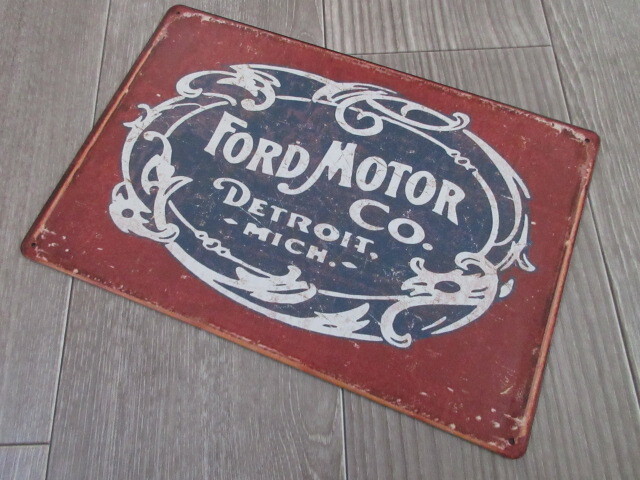 FORD MOTOR
CO.
DETROIT,
- MICH. -